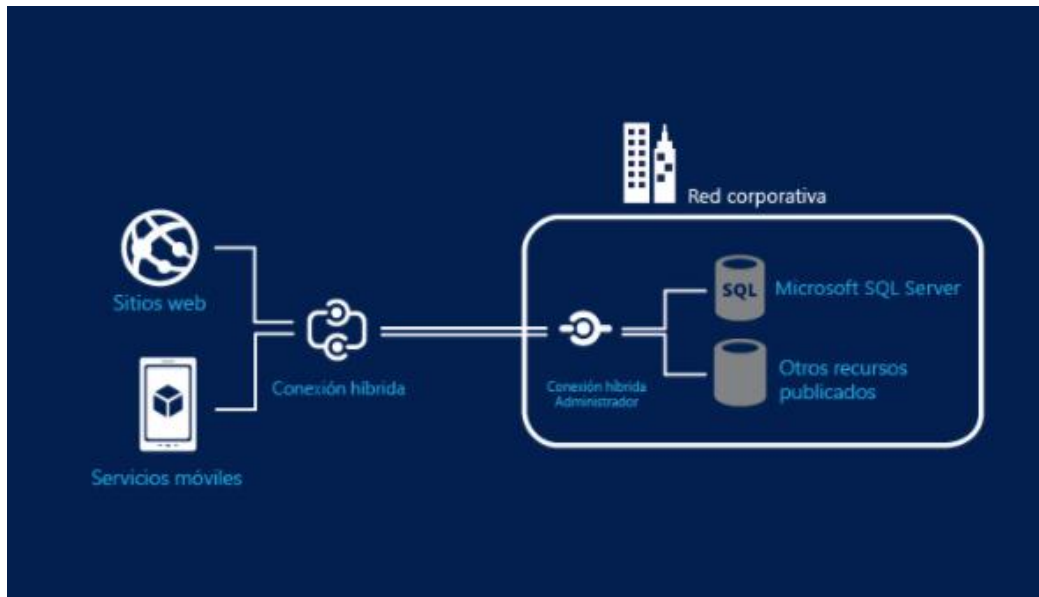 Red corporativa
Sitios web
Conexión híbrida
Servicios móviles
Conexión híbrida
Administrador
SQL
Microsoft SQL Server
Otros recursos
publicados